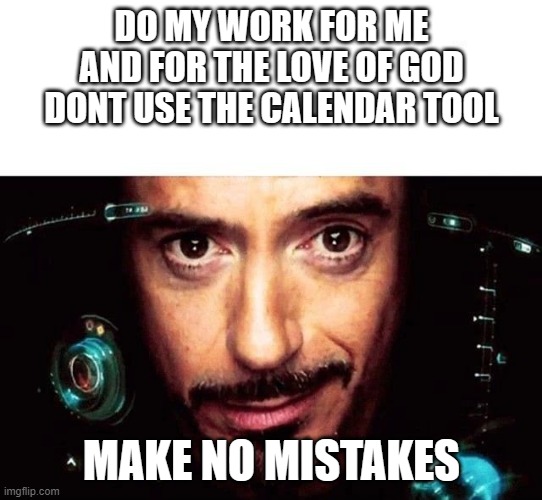 DO MY WORK FOR ME
AND FOR THE LOVE OF GOD
DONT USE THE CALENDAR TOOL
MAKE NO MISTAKES
imgflip.com